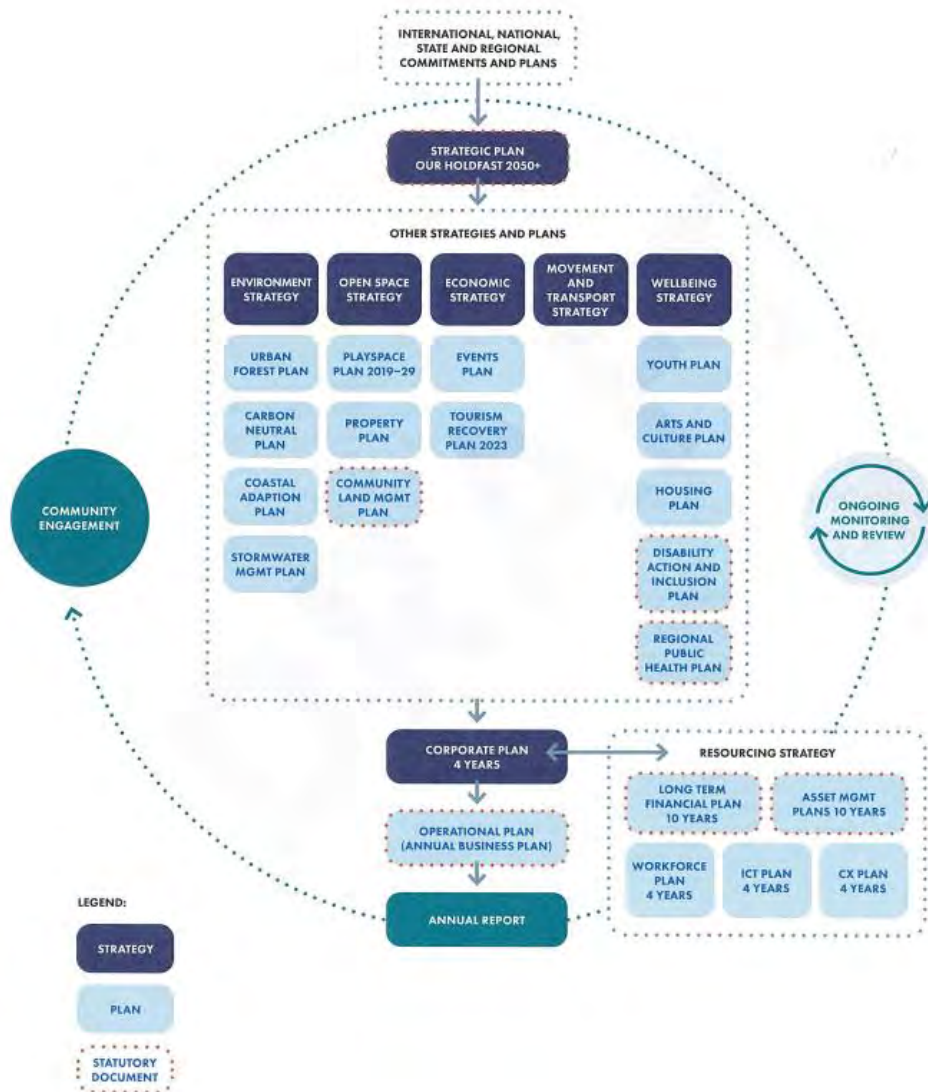 INTERNATIONAL, NATIONAL,
STATE AND REGIONAL
COMMITMENTS AND PLANS
STRATEGIC PLAN
OUR HOLDFAST 2050+
OTHER STRATEGIES AND PLANS
ENVIRONMENT
STRATEGY
OPEN SPACE
STRATEGY
ECONOMIC
STRATEGY
MOVEMENT
AND
TRANSPORT
STRATEGY
WELLBEING
STRATEGY
URBAN
FOREST PLAN
CARBON
NEUTRAL
PLAN
COASTAL
ADAPTION
PLAN
STORMWATER
MGMT PLAN
PLAYSPACE
PLAN 2019–29
PROPERTY
PLAN
COMMUNITY
LAND MGMT
PLAN
EVENTS
PLAN
TOURISM
RECOVERY
PLAN 2023
YOUTH PLAN
ARTS AND
CULTURE PLAN
HOUSING
PLAN
DISABILITY
ACTION AND
INCLUSION
PLAN
REGIONAL
PUBLIC
HEALTH PLAN
COMMUNITY
ENGAGEMENT
ONGOING
MONITORING
AND REVIEW
CORPORATE PLAN
4 YEARS
OPERATIONAL PLAN
(ANNUAL BUSINESS PLAN)
ANNUAL REPORT
RESOURCING STRATEGY
LONG TERM
FINANCIAL PLAN
10 YEARS
ASSET MGMT
PLANS 10 YEARS
WORKFORCE
PLAN
4 YEARS
ICT PLAN
4 YEARS
CX PLAN
4 YEARS
LEGEND:
STRATEGY
PLAN
STATUTORY
DOCUMENT